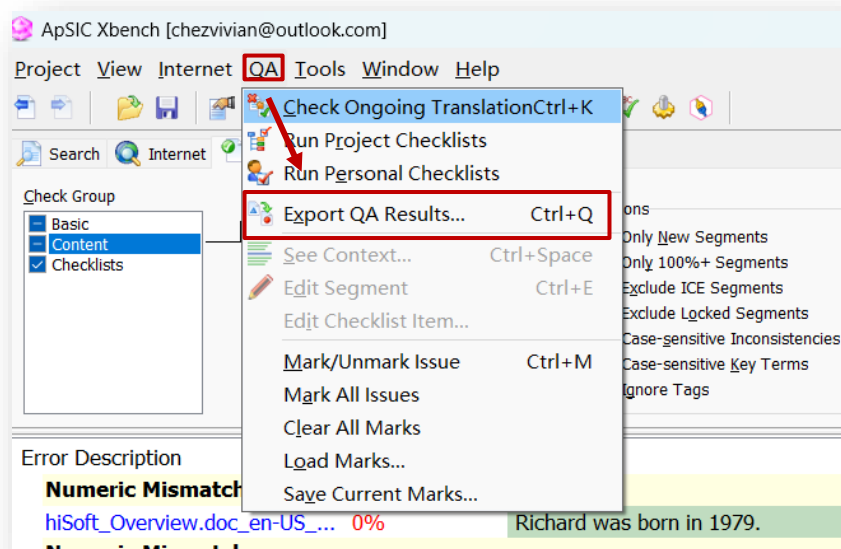 ApSIC Xbench [chezvivian@outlook.com]
Project View Internet QA Tools Window Help
Check Ongoing Translation Ctrl+K
Run Project Checklists
Run Personal Checklists
Export QA Results... Ctrl+Q
See Context... Ctrl+Space
Edit Segment Ctrl+E
Edit Checklist Item...
Mark/Unmark Issue Ctrl+M
Mark All Issues
Clear All Marks
Load Marks...
Save Current Marks...
Search Internet
Check Group
Basic
Content
Checklists
ons
Only New Segments
Only 100%+ Segments
Exclude ICE Segments
Exclude Locked Segments
Case-sensitive Inconsistencies
Case-sensitive Key Terms
Ignore Tags
Error Description
Numeric Mismatch
hiSoft_Overview.doc_en-US_... 0% Richard was born in 1979.